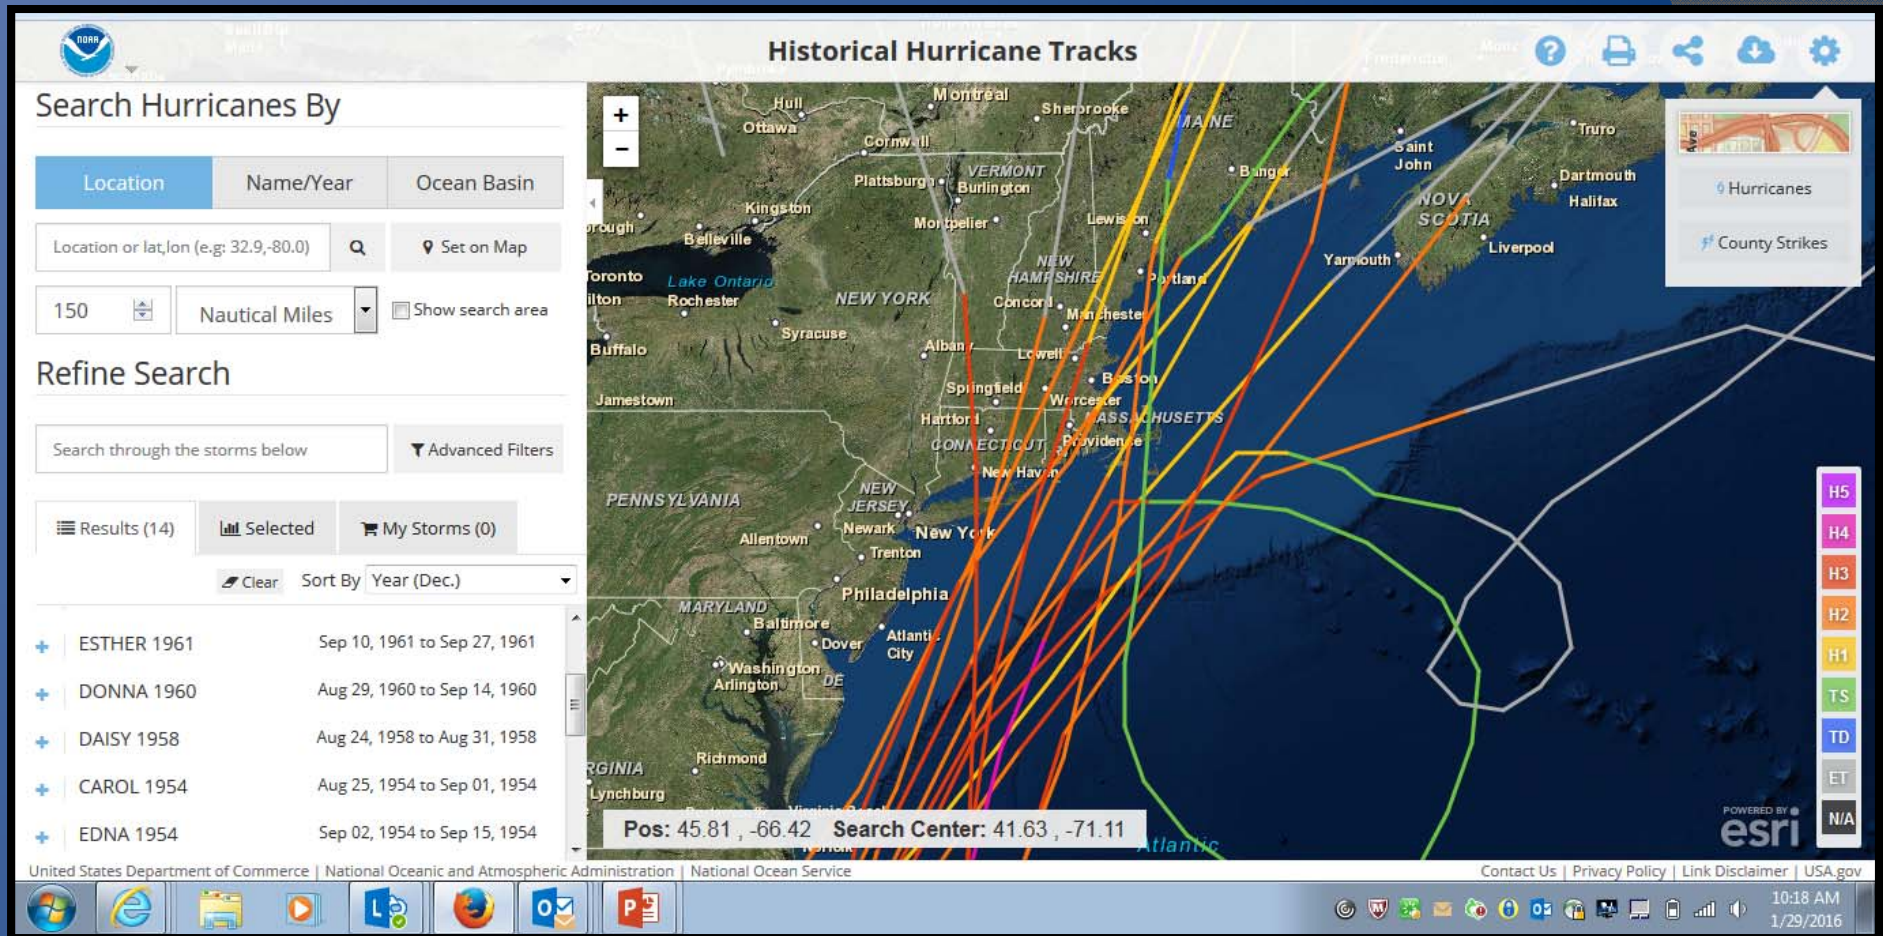 NOAA
Historical Hurricane Tracks
Search Hurricanes By
Location
Name/Year
Ocean Basin
Location or lat,lon (e.g: 32.9,-80.0)
Set on Map
150
Nautical Miles
Show search area
Refine Search
Search through the storms below
Advanced Filters
Results (14)
Selected
My Storms (0)
Clear
Sort By
Year (Dec.)
ESTHER 1961
Sep 10, 1961 to Sep 27, 1961
DONNA 1960
Aug 29, 1960 to Sep 14, 1960
DAISY 1958
Aug 24, 1958 to Aug 31, 1958
CAROL 1954
Aug 25, 1954 to Sep 01, 1954
EDNA 1954
Sep 02, 1954 to Sep 15, 1954
+
−
Hull
Montréal
Sherbrooke
Ottawa
Cornwall
MAINE
Saint
John
Truro
Plattsburg
VERMONT
Burlington
Bangor
Dartmouth
Halifax
Kingston
Montpelier
Lewiston
NOVA
SCOTIA
Belleville
Liverpool
Yarmouth
Toronto
Lake Ontario
Rochester
NEW YORK
NEW
HAMPSHIRE
Portland
Concord
Manchester
Syracuse
Buffalo
Albany
Lowell
Boston
Springfield
Worcester
Jamestown
Hartford
MASSACHUSETTS
CONNECTICUT
Providence
New Haven
PENNSYLVANIA
NEW
JERSEY
Newark
New York
Allentown
Trenton
Philadelphia
MARYLAND
Baltimore
Dover
Atlantic
City
Washington
Arlington
DE
Richmond
RGINIA
Lynchburg
Norfolk
Atlantic
Pos: 45.81 , -66.42 Search Center: 41.63 , -71.11
Ave
Hurricanes
County Strikes
H5
H4
H3
H2
H1
TS
TD
ET
N/A
POWERED BY
esri
United States Department of Commerce | National Oceanic and Atmospheric Administration | National Ocean Service
Contact Us | Privacy Policy | Link Disclaimer | USA.gov
10:18 AM
1/29/2016